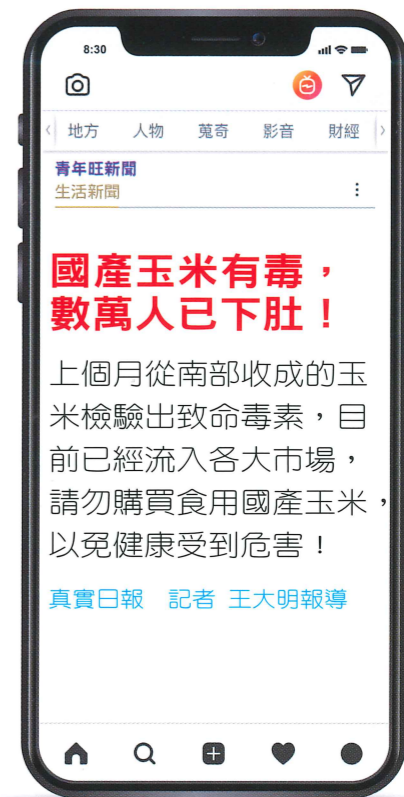 8:30
地方 人物 蒐奇 影音 財經
青年旺新聞
生活新聞
國產玉米有毒，
數萬人已下肚！
上個月從南部收成的玉
米檢驗出致命毒素，目
前已經流入各大市場，
請勿購買食用國產玉米，
以免健康受到危害！
真實日報 記者 王大明報導